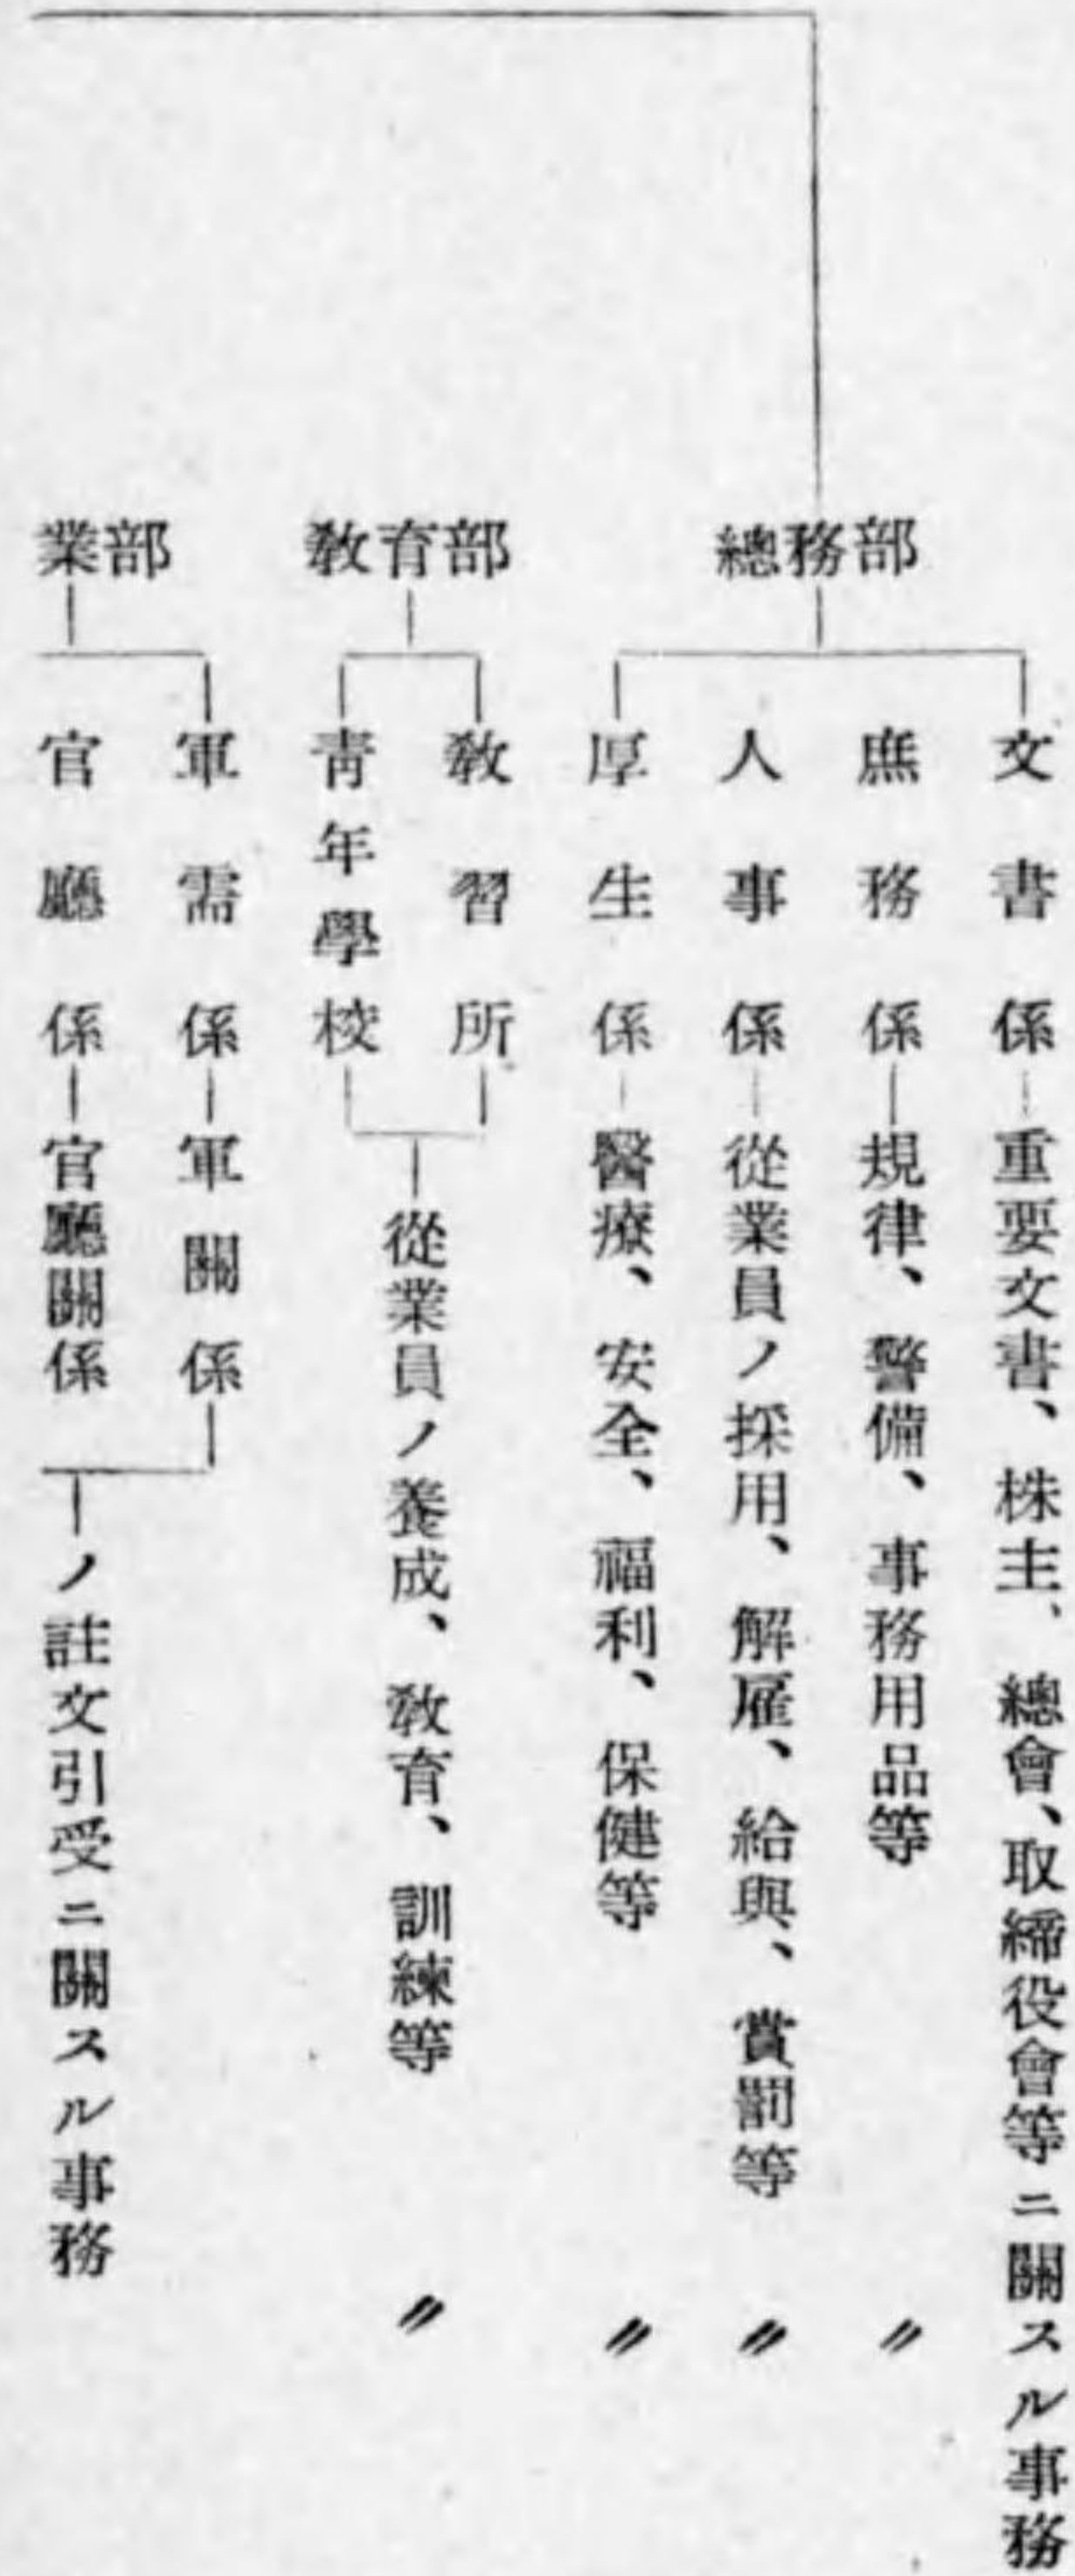 總務部
文書係
重要文書、株主、總會、取締役會等ニ關スル事務
庶務係
規律、警備、事務用品等 〃
人事係
從業員ノ採用、解雇、給與、賞罰等 〃
厚生係
醫療、安全、福利、保健等 〃
敎育部
敎習所
靑年學校
從業員ノ養成、敎育、訓練等 〃
業部
軍需係
軍關係
官廳係
官廳關係
ノ註文引受ニ關スル事務